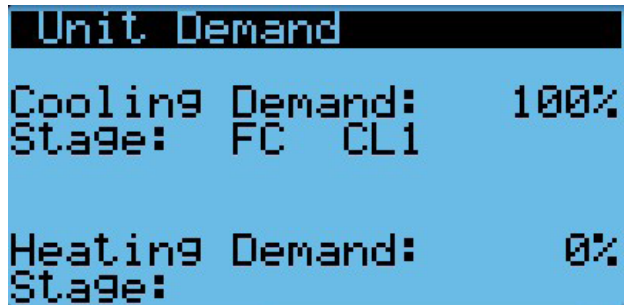 Unit Demand
Cooling Demand: 100%
Stage: FC CL1
Heating Demand: 0%
Stage: